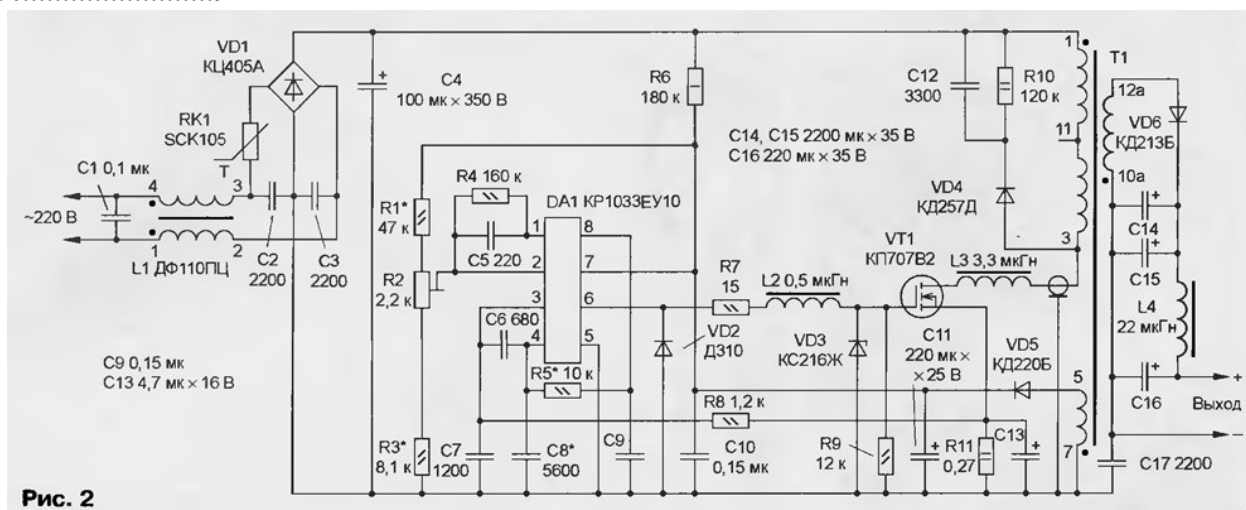 VD1
КЦ405А
RK1
SCK105
T
C1 0,1 мк
4
3
~220 В
1
2
L1 ДФ110ПЦ
C2
2200
C3
2200
C9 0,15 мк
C13 4,7 мк × 16 В
C4
100 мк × 350 В
R6
180 к
R4 160 к
DA1 КР1033ЕУ10
R1*
47 к
C5 220
R2
2,2 к
1
2
3
4
8
7
6
5
C6 680
R5* 10 к
R3*
8,1 к
C7
1200
C8*
5600
C9
C10
0,15 мк
R7
15
L2 0,5 мкГн
VD2
Д310
VD3
КС216Ж
R8 1,2 к
R9
12 к
C14, C15 2200 мк × 35 В
C16 220 мк × 35 В
C12
3300
R10
120 к
VD4
КД257Д
VT1
КП707В2
L3 3,3 мкГн
C11
220 мк ×
× 25 В
VD5
КД220Б
R11
0,27
C13
1
11
3
5
7
T1
12а
10а
VD6
КД213Б
C14
C15
L4
22 мкГн
C16
+
Выход
−
C17 2200
Рис. 2